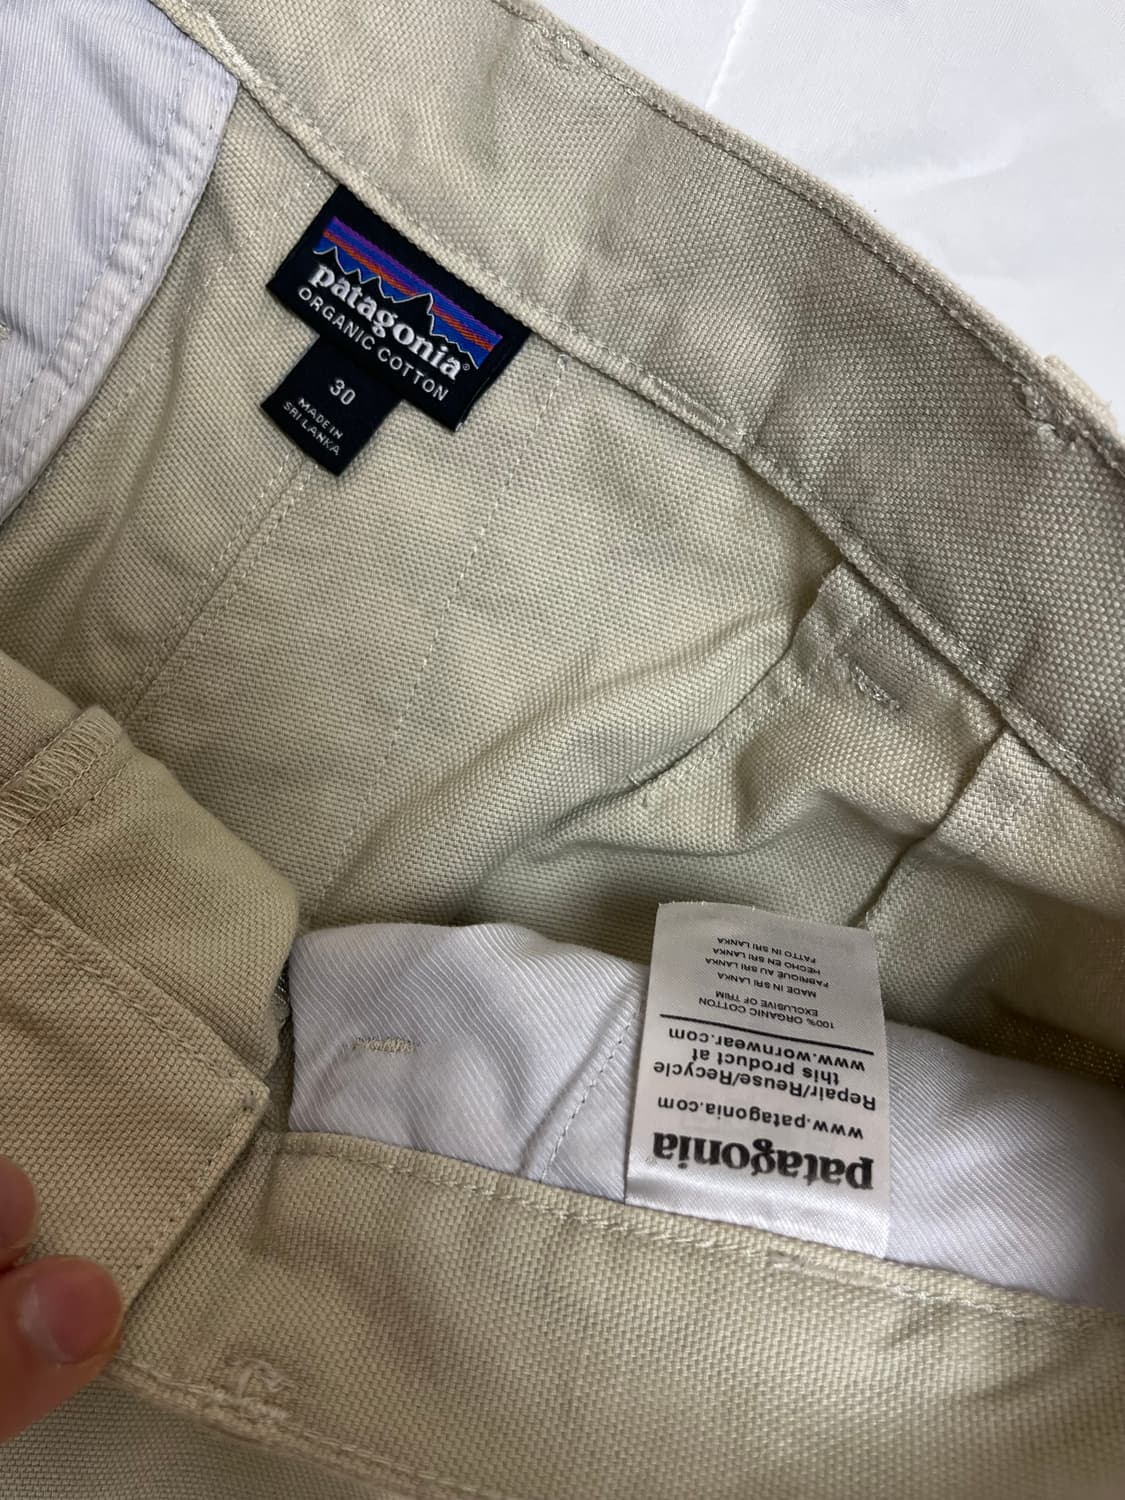 patagonia®
ORGANIC COTTON
30
MADE IN
SRI LANKA
patagonia
www.patagonia.com
Repair/Reuse/Recycle
this product at
www.wornwear.com
100% ORGANIC COTTON
EXCLUSIVE OF TRIM
MADE IN SRI LANKA
FABRIQUÉ AU SRI LANKA
HECHO EN SRI LANKA
FATTO IN SRI LANKA